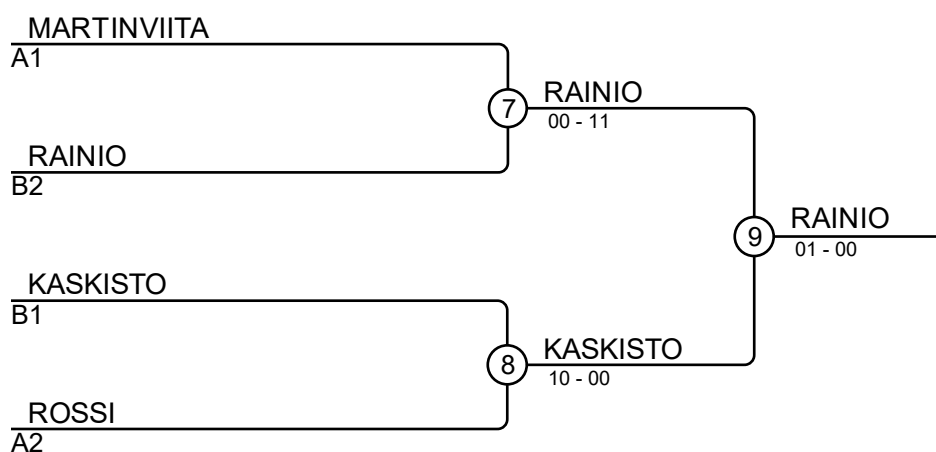 MARTINVIITA
A1
7
RAINIO
00 - 11
RAINIO
B2
9
RAINIO
01 - 00
KASKISTO
B1
8
KASKISTO
10 - 00
ROSSI
A2